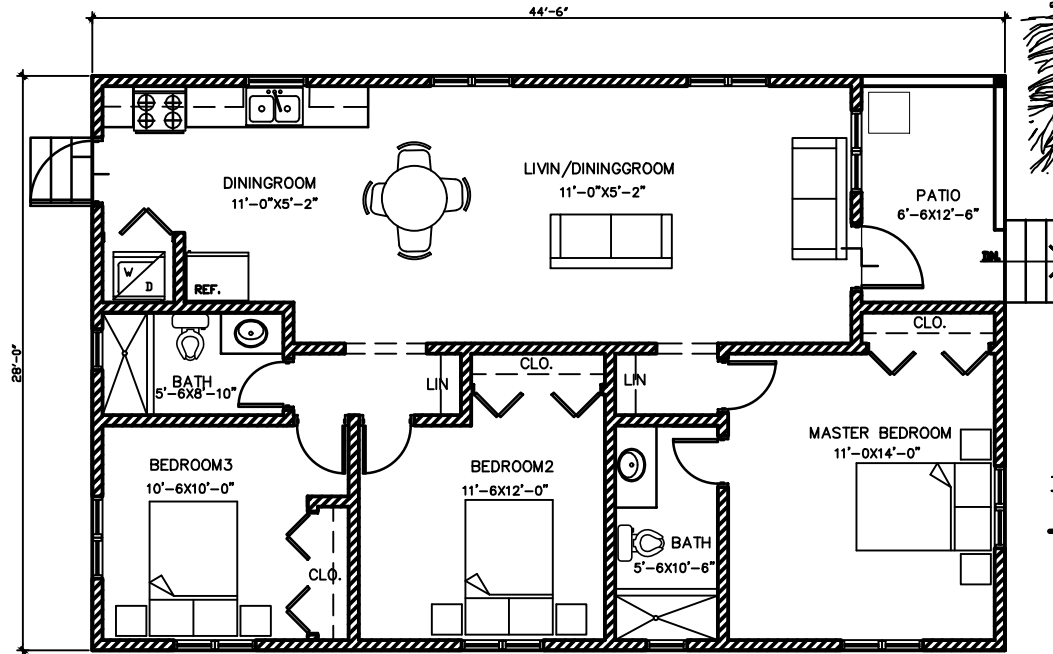 44'-6"
28'-0"
DININGROOM
11'-0"X5'-2"
LIVIN/DININGGROOM
11'-0"X5'-2"
PATIO
6'-6X12'-6"
DN.
W
D
REF.
CLO.
BATH
5'-6X8'-10"
LIN
CLO.
LIN
BEDROOM3
10'-6X10'-0"
BEDROOM2
11'-6X12'-0"
MASTER BEDROOM
11'-0X14'-0"
CLO.
BATH
5'-6X10'-6"